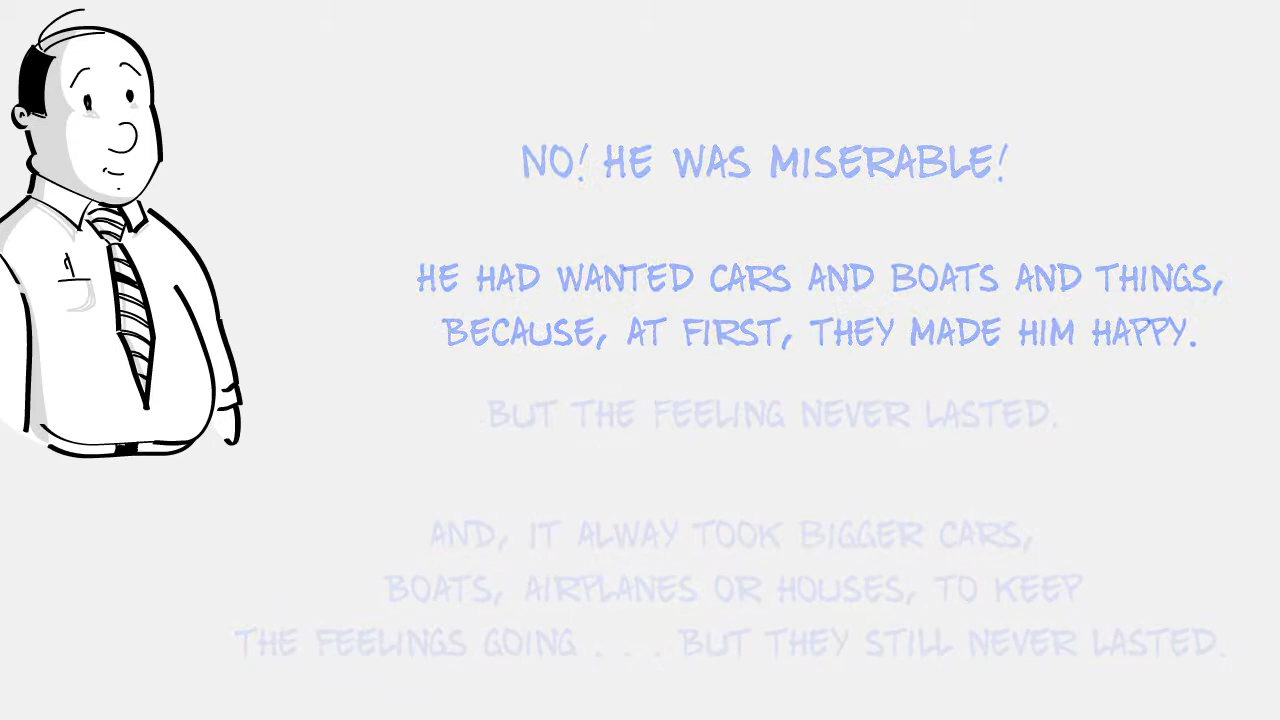 NO! HE WAS MISERABLE!
HE HAD WANTED CARS AND BOATS AND THINGS,
BECAUSE, AT FIRST, THEY MADE HIM HAPPY.
BUT THE FEELING NEVER LASTED.
AND, IT ALWAY TOOK BIGGER CARS,
BOATS, AIRPLANES OR HOUSES, TO KEEP
THE FEELINGS GOING . . . BUT THEY STILL NEVER LASTED.